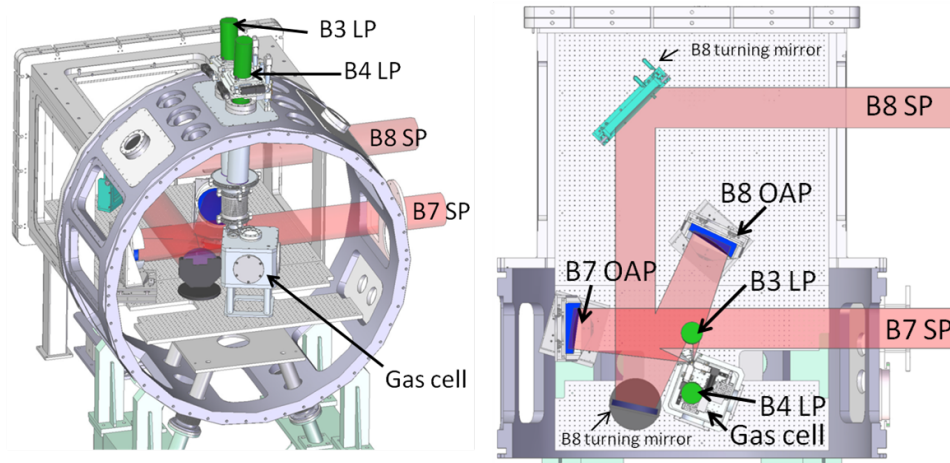 B3 LP
B4 LP
B8 SP
B7 SP
Gas cell
B8 turning mirror
B8 SP
B8 OAP
B7 OAP
B3 LP
B7 SP
B4 LP
Gas cell
B8 turning mirror